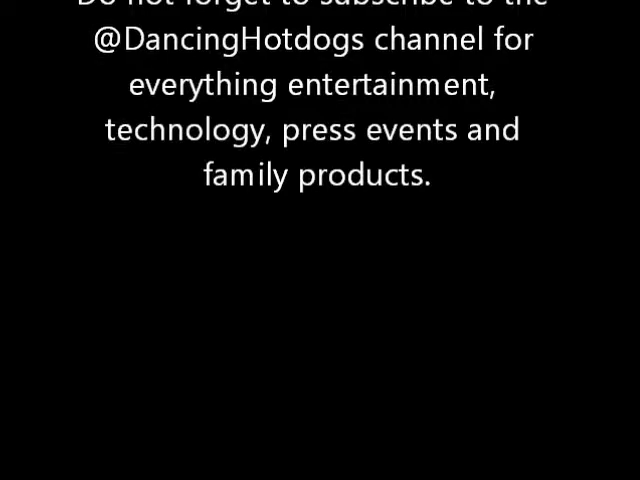 Do not forget to subscribe to the
@DancingHotdogs channel for
everything entertainment,
technology, press events and
family products.